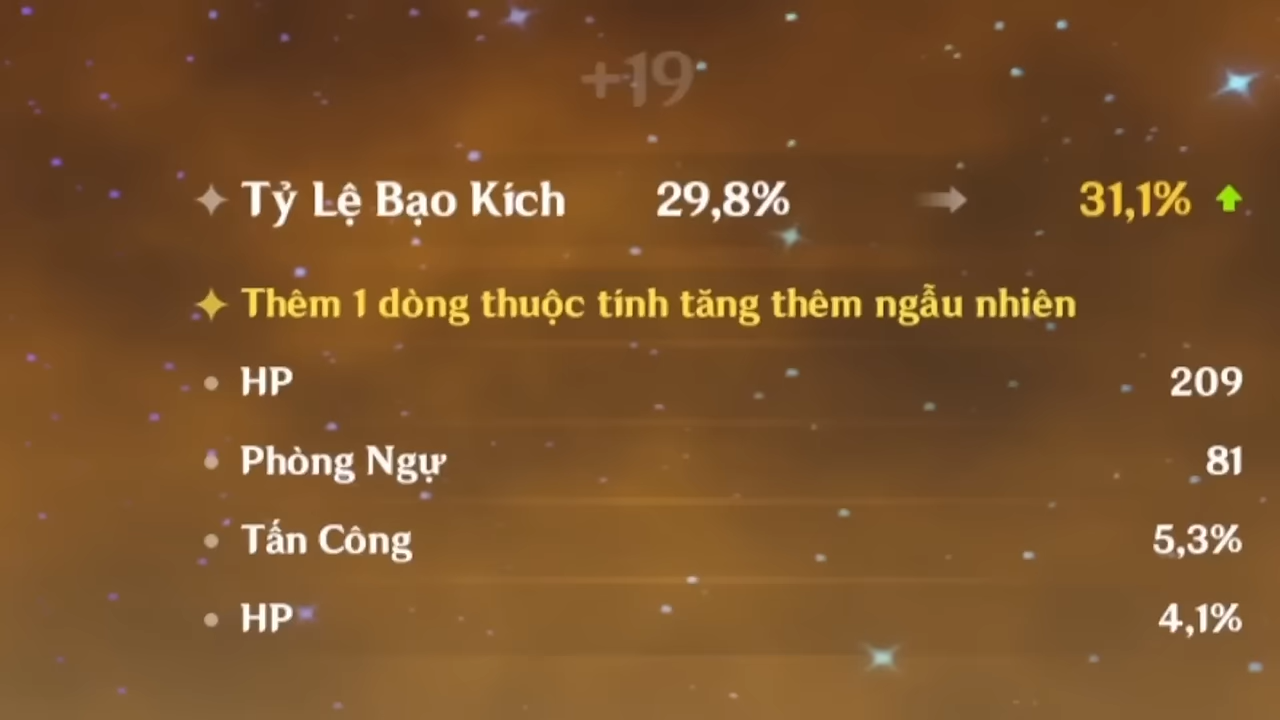 +19
Tỷ Lệ Bạo Kích 29,8% 31,1%
Thêm 1 dòng thuộc tính tăng thêm ngẫu nhiên
HP 209
Phòng Ngự 81
Tấn Công 5,3%
HP 4,1%